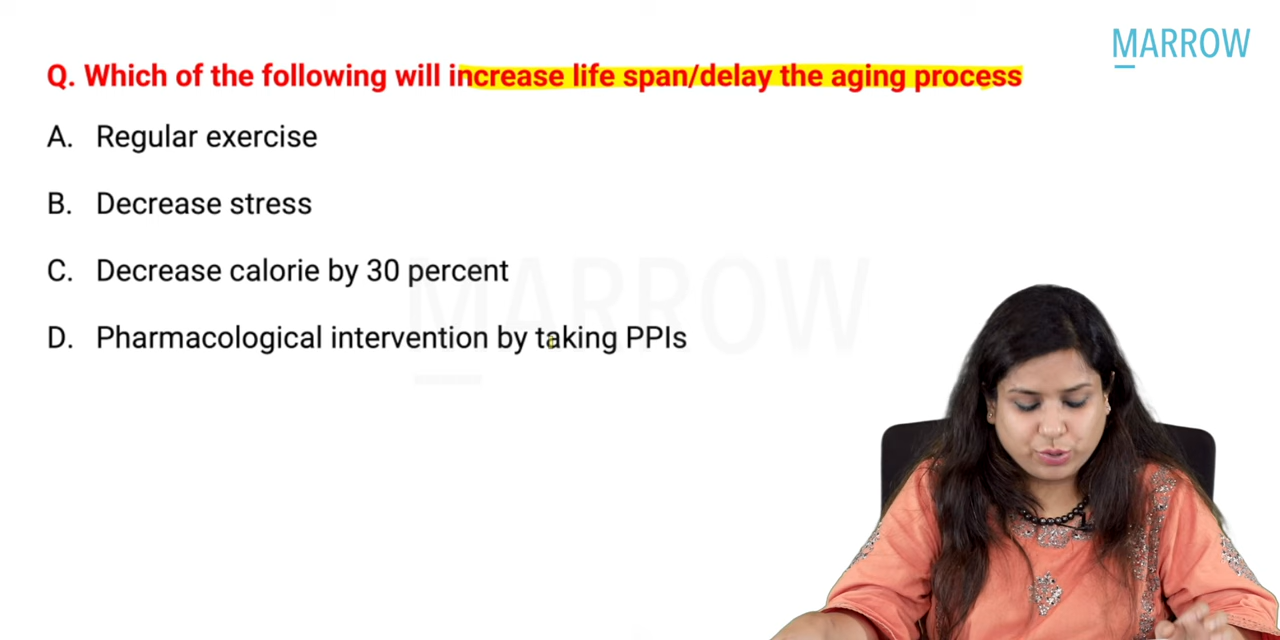 MARROW
Q. Which of the following will increase life span/delay the aging process
A. Regular exercise
B. Decrease stress
C. Decrease calorie by 30 percent
D. Pharmacological intervention by taking PPIs
MARROW